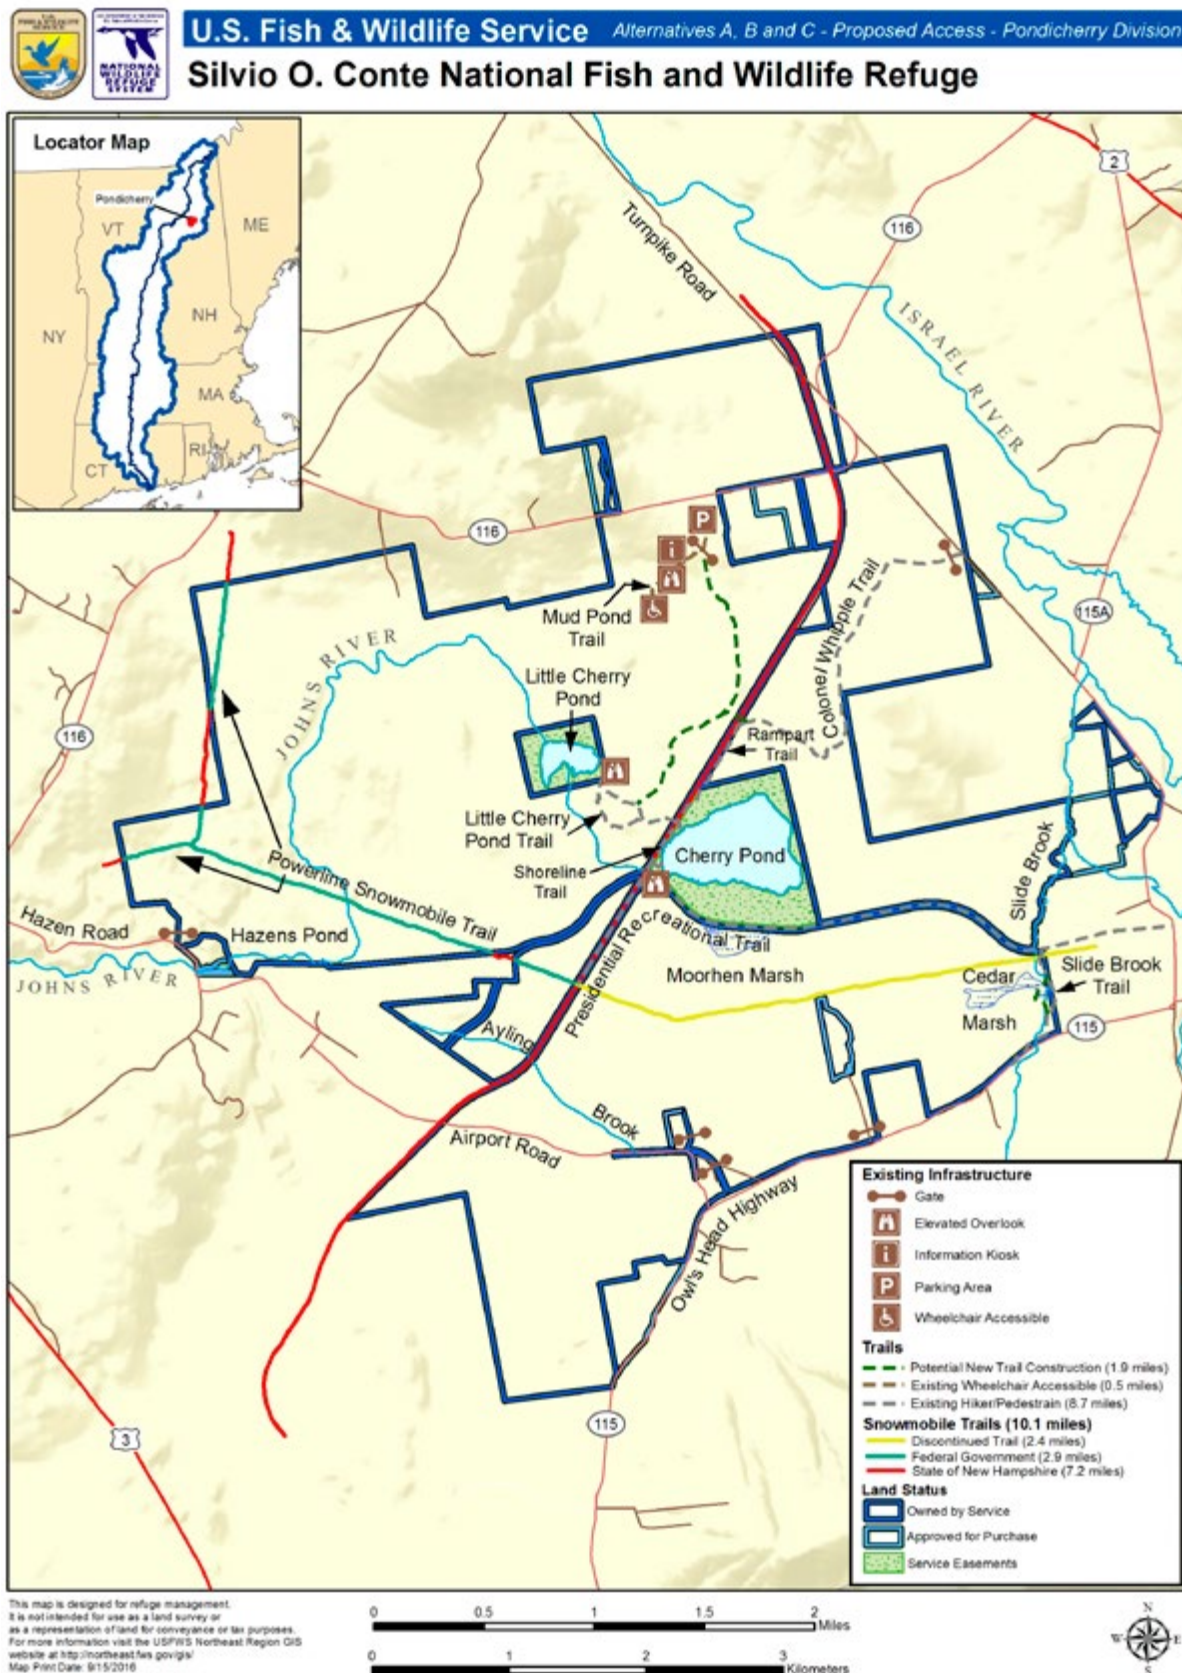 U.S. Fish & Wildlife Service
Alternatives A, B and C - Proposed Access - Pondicherry Division
Silvio O. Conte National Fish and Wildlife Refuge
NATIONAL
WILDLIFE
REFUGE
SYSTEM
Locator Map
Pondicherry
VT
ME
NH
NY
MA
CT
RI
2
116
Turnpike Road
ISRAEL RIVER
116
P
i
Mud Pond
Trail
Colonel Whipple Trail
115A
JOHNS RIVER
Little Cherry
Pond
116
Rampart
Trail
Little Cherry
Pond Trail
Shoreline
Trail
Cherry Pond
Slide Brook
Powerline Snowmobile Trail
Hazen Road
Hazens Pond
Presidential Recreational Trail
JOHNS RIVER
Moorhen Marsh
Cedar
Marsh
Slide Brook
Trail
115
Ayling
Brook
Airport Road
Owl's Head Highway
115
3
Existing Infrastructure
Gate
Elevated Overlook
i Information Kiosk
P Parking Area
Wheelchair Accessible
Trails
Potential New Trail Construction (1.9 miles)
Existing Wheelchair Accessible (0.5 miles)
Existing Hiker/Pedestrain (8.7 miles)
Snowmobile Trails (10.1 miles)
Discontinued Trail (2.4 miles)
Federal Government (2.9 miles)
State of New Hampshire (7.2 miles)
Land Status
Owned by Service
Approved for Purchase
Service Easements
This map is designed for refuge management.
It is not intended for use as a land survey or
as a representation of land for conveyance or tax purposes.
For more information visit the USFWS Northeast Region GIS
website at http://northeast.fws.gov/gis/
Map Print Date: 9/15/2016
0 0.5 1 1.5 2
Miles
0 1 2 3
Kilometers
N
W E
S